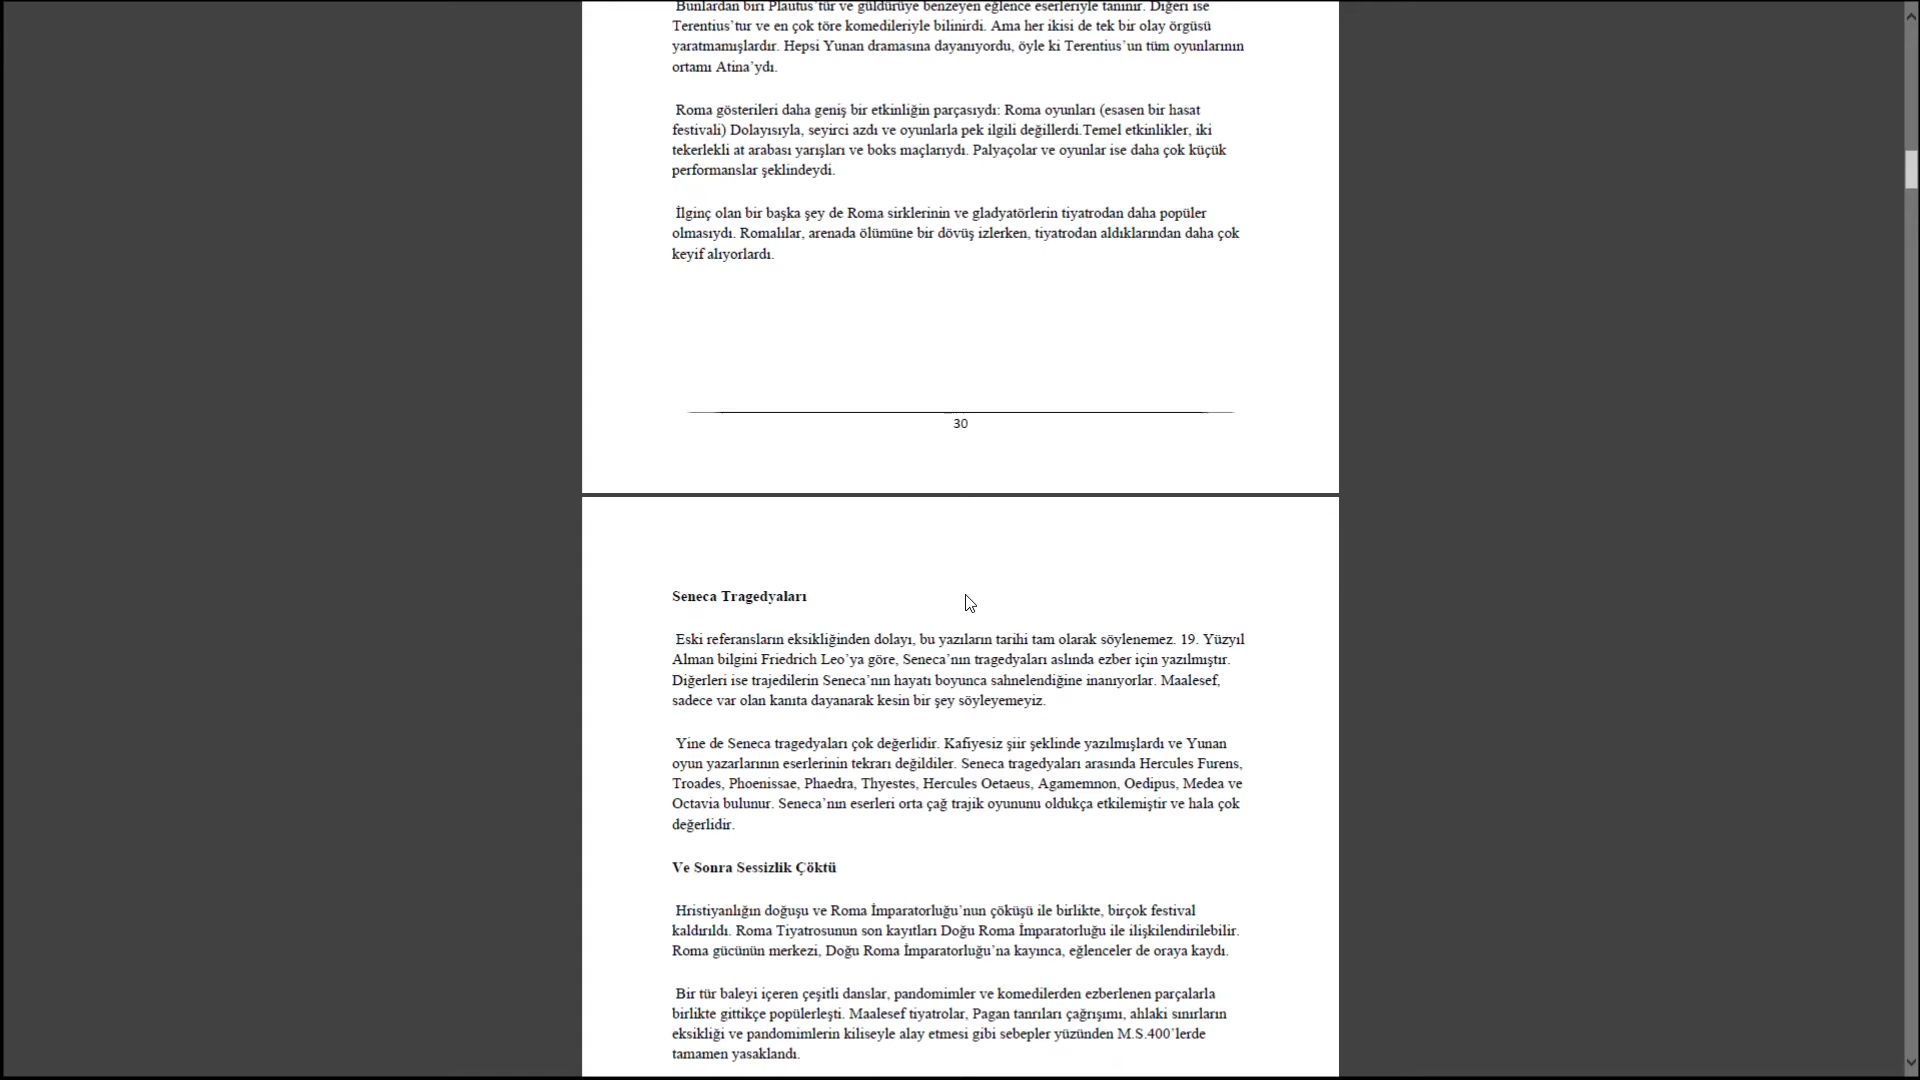 Bunlardan biri Plautus’tür ve güldürüye benzeyen eğlence eserleriyle tanınır. Diğeri ise
Terentius’tur ve en çok töre komedileriyle bilinirdi. Ama her ikisi de tek bir olay örgüsü
yaratmamışlardır. Hepsi Yunan dramasına dayanıyordu, öyle ki Terentius’un tüm oyunlarının
ortamı Atina’ydı.
Roma gösterileri daha geniş bir etkinliğin parçasıydı: Roma oyunları (esasen bir hasat
festivali) Dolayısıyla, seyirci azdı ve oyunlarla pek ilgili değillerdi.Temel etkinlikler, iki
tekerlekli at arabası yarışları ve boks maçlarıydı. Palyaçolar ve oyunlar ise daha çok küçük
performanslar şeklindeydi.
İlginç olan bir başka şey de Roma sirklerinin ve gladyatörlerin tiyatrodan daha popüler
olmasıydı. Romalılar, arenada ölümüne bir dövüş izlerken, tiyatrodan aldıklarından daha çok
keyif alıyorlardı.
30
Seneca Tragedyaları
Eski referansların eksikliğinden dolayı, bu yazıların tarihi tam olarak söylenemez. 19. Yüzyıl
Alman bilgini Friedrich Leo’ya göre, Seneca’nın tragedyaları aslında ezber için yazılmıştır.
Diğerleri ise trajedilerin Seneca’nın hayatı boyunca sahnelendiğine inanıyorlar. Maalesef,
sadece var olan kanıta dayanarak kesin bir şey söyleyemeyiz.
Yine de Seneca tragedyaları çok değerlidir. Kafiyesiz şiir şeklinde yazılmışlardı ve Yunan
oyun yazarlarının eserlerinin tekrarı değildiler. Seneca tragedyaları arasında Hercules Furens,
Troades, Phoenissae, Phaedra, Thyestes, Hercules Oetaeus, Agamemnon, Oedipus, Medea ve
Octavia bulunur. Seneca’nın eserleri orta çağ trajik oyununu oldukça etkilemiştir ve hala çok
değerlidir.
Ve Sonra Sessizlik Çöktü
Hristiyanlığın doğuşu ve Roma İmparatorluğu’nun çöküşü ile birlikte, birçok festival
kaldırıldı. Roma Tiyatrosunun son kayıtları Doğu Roma İmparatorluğu ile ilişkilendirilebilir.
Roma gücünün merkezi, Doğu Roma İmparatorluğu’na kayınca, eğlenceler de oraya kaydı.
Bir tür baleyi içeren çeşitli danslar, pandomimler ve komedilerden ezberlenen parçalarla
birlikte gittikçe popülerleşti. Maalesef tiyatrolar, Pagan tanrıları çağrışımı, ahlaki sınırların
eksikliği ve pandomimlerin kiliseyle alay etmesi gibi sebepler yüzünden M.S.400’lerde
tamamen yasaklandı.